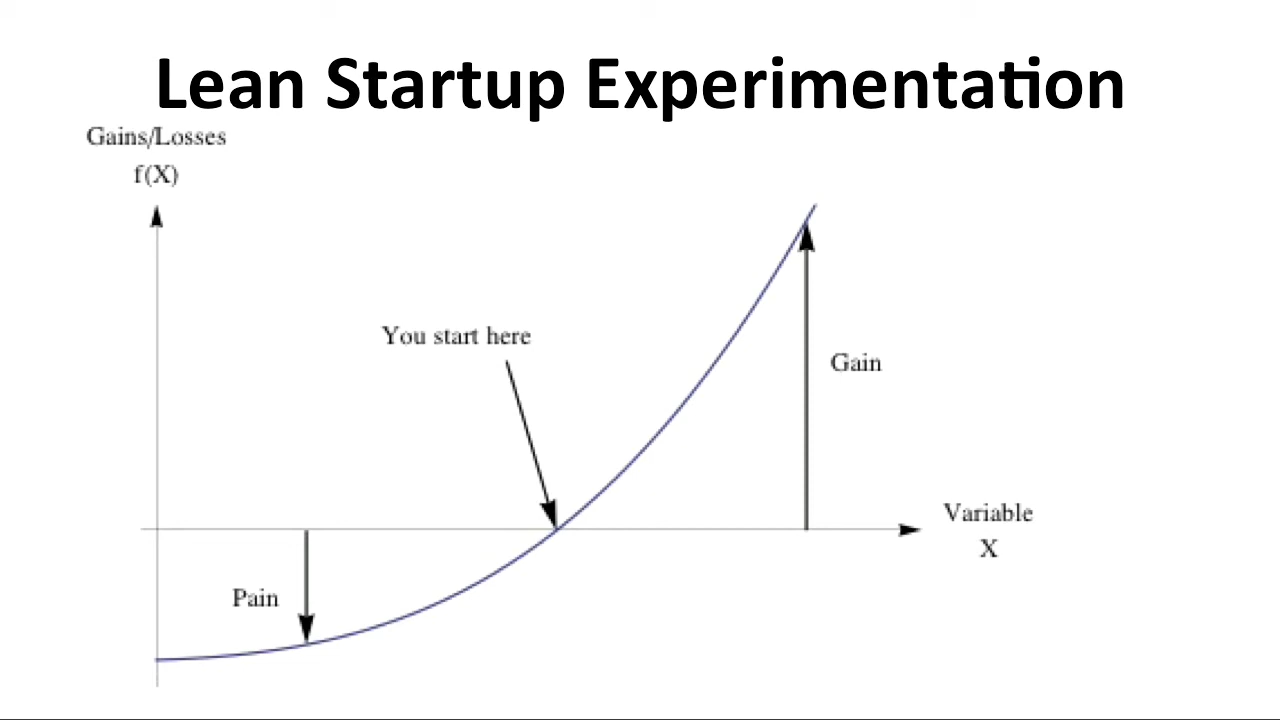 Lean Startup Experimentation
Gains/Losses
f(X)
You start here
Gain
Variable
X
Pain